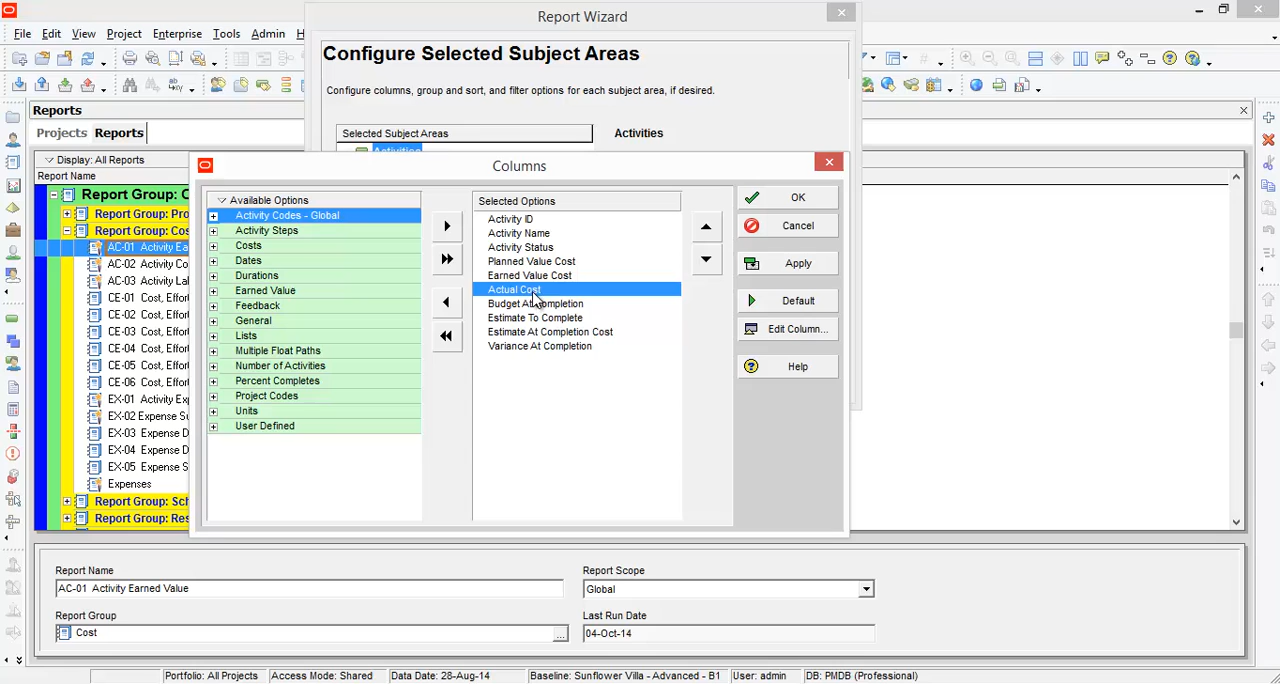 Report Wizard
File Edit View Project Enterprise Tools Admin H
Configure Selected Subject Areas
Configure columns, group and sort, and filter options for each subject area, if desired.
Reports
Projects Reports
Selected Subject Areas
Activities
Activities
Display: All Reports
Report Name
Columns
Report Group: C
Report Group: Pro
Report Group: Cos
AC-01 Activity Ea
AC-02 Activity Co
AC-03 Activity Lal
CE-01 Cost, Effor
CE-02 Cost, Effor
CE-04 Cost, Effor
CE-05 Cost, Effor
CE-06 Cost, Effor
EX-01 Activity Exp
EX-02 Expense Su
EX-03 Expense D
EX-04 Expense D
EX-05 Expense S
Expenses
Report Group: Sch
Report Group: Res
Available Options
Activity Codes - Global
Activity Steps
Costs
Dates
Durations
Earned Value
Feedback
General
Lists
Multiple Float Paths
Number of Activities
Percent Completes
Project Codes
Units
User Defined
Selected Options
Activity ID
Activity Name
Activity Status
Planned Value Cost
Earned Value Cost
Actual Cost
Budget At Completion
Estimate To Complete
Estimate At Completion Cost
Variance At Completion
OK
Cancel
Apply
Default
Edit Column...
Help
Report Name
AC-01 Activity Earned Value
Report Scope
Global
Report Group
Cost
...
Last Run Date
04-Oct-14
Portfolio: All Projects
Access Mode: Shared
Data Date: 28-Aug-14
Baseline: Sunflower Villa - Advanced - B1
User: admin
DB: PMDB (Professional)